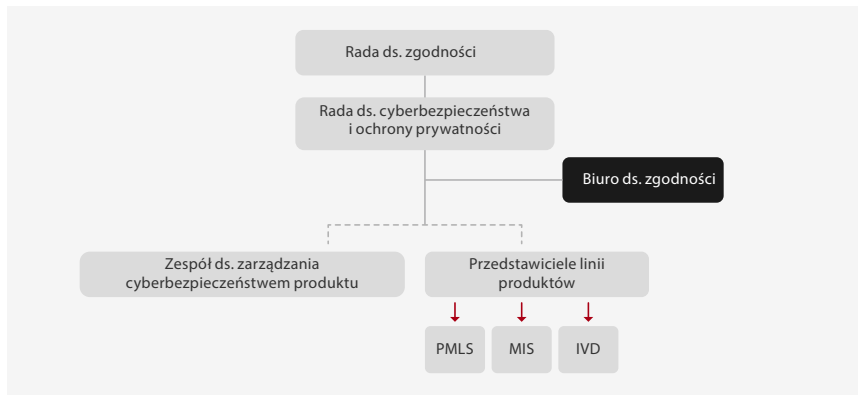 Rada ds. zgodności
Rada ds. cyberbezpieczeństwa
i ochrony prywatności
Biuro ds. zgodności
Zespół ds. zarządzania
cyberbezpieczeństwem produktu
Przedstawiciele linii
produktów
PMLS
MIS
IVD